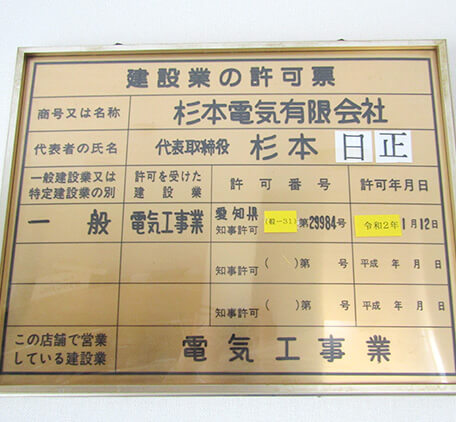 建設業の許可票
商号又は名称 杉本電気有限会社
代表者の氏名 代表取締役 杉本 日正
一般建設業又は特定建設業の別 許可を受けた建設業 許可番号 許可年月日
一般 電気工事業 愛知県知事許可(般-31)第29984号 令和2年1月12日
知事許可( )第 号 平成 年 月 日
知事許可( )第 号 平成 年 月 日
この店舗で営業している建設業 電気工事業